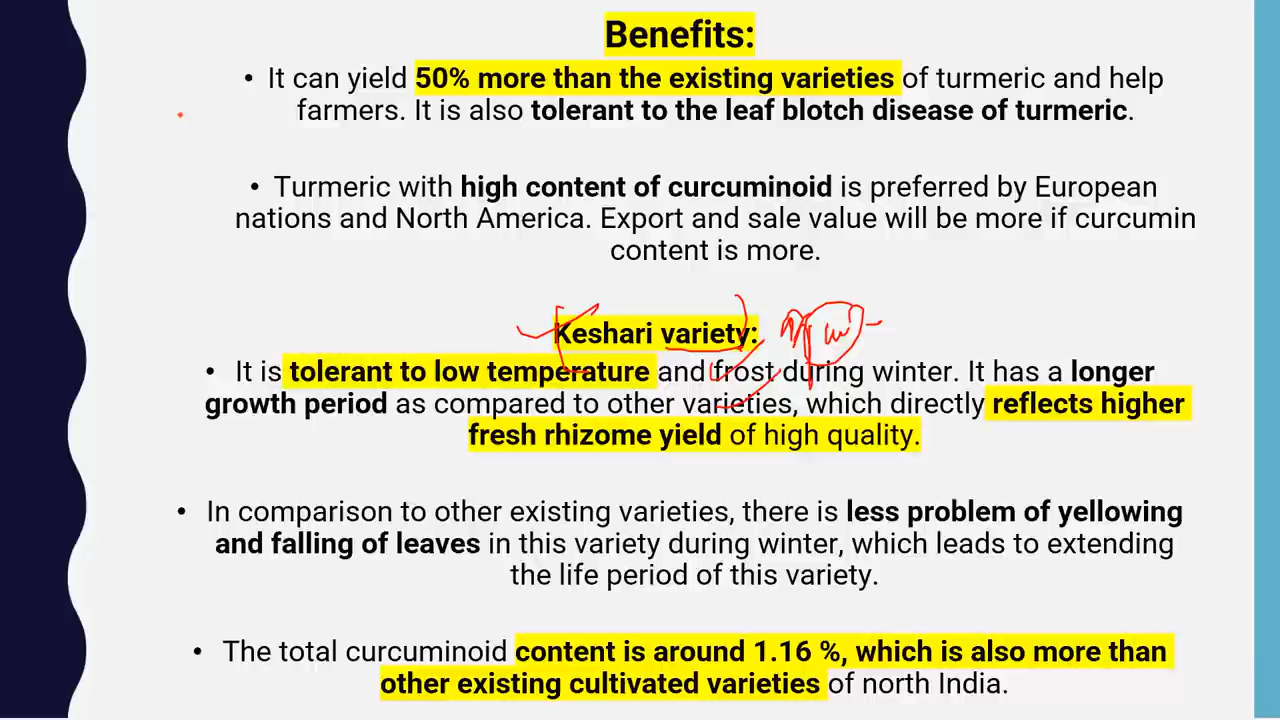 Benefits:
• It can yield 50% more than the existing varieties of turmeric and help
farmers. It is also tolerant to the leaf blotch disease of turmeric.
• Turmeric with high content of curcuminoid is preferred by European
nations and North America. Export and sale value will be more if curcumin
content is more.
Keshari variety:
• It is tolerant to low temperature and frost during winter. It has a longer
growth period as compared to other varieties, which directly reflects higher
fresh rhizome yield of high quality.
• In comparison to other existing varieties, there is less problem of yellowing
and falling of leaves in this variety during winter, which leads to extending
the life period of this variety.
• The total curcuminoid content is around 1.16 %, which is also more than
other existing cultivated varieties of north India.